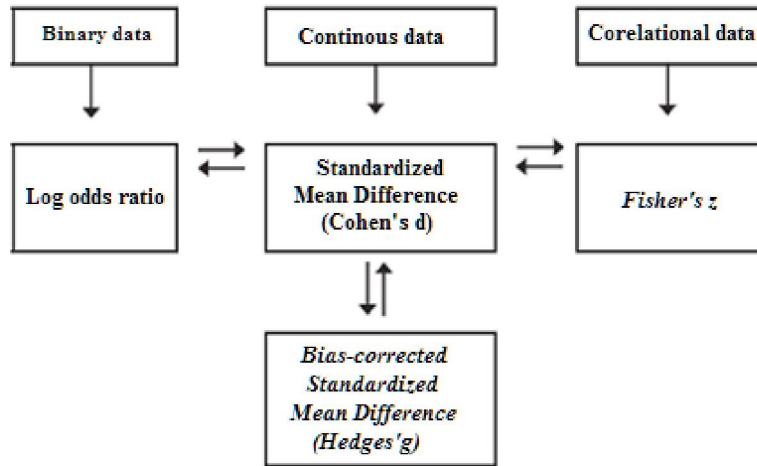 Binary data
Continous data
Corelational data
Log odds ratio
Standardized
Mean Difference
(Cohen's d)
Fisher's z
Bias-corrected
Standardized
Mean Difference
(Hedges'g)